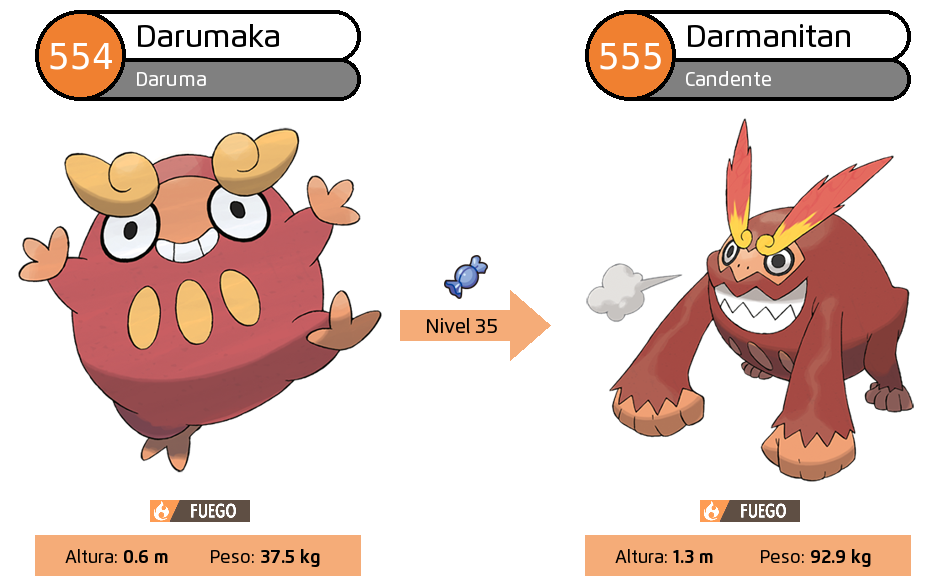 554
Darumaka
Daruma
555
Darmanitan
Candente
Nivel 35
FUEGO
FUEGO
Altura: 0.6 m Peso: 37.5 kg
Altura: 1.3 m Peso: 92.9 kg